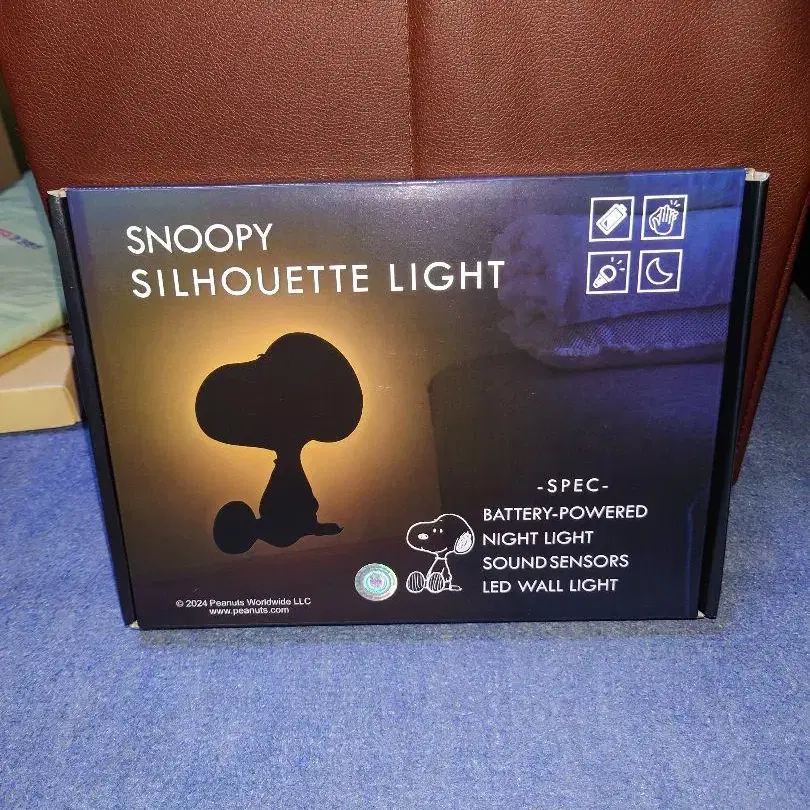 SNOOPY
SILHOUETTE LIGHT
-SPEC-
BATTERY-POWERED
NIGHT LIGHT
SOUND SENSORS
LED WALL LIGHT
© 2024 Peanuts Worldwide LLC
www.peanuts.com